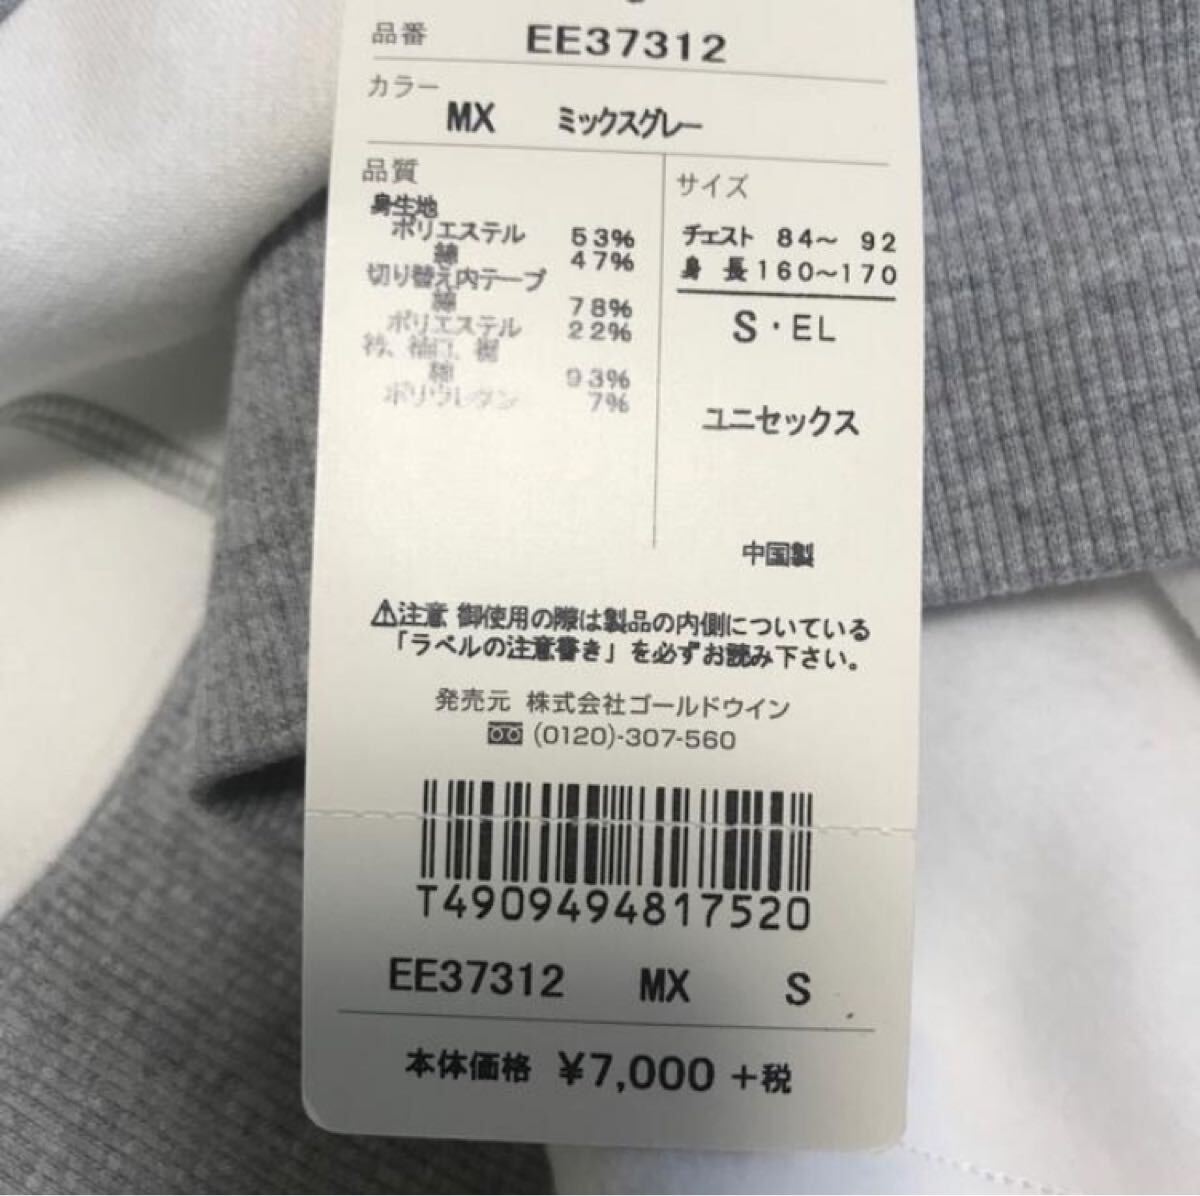 品番 EE37312
カラー
MX ミックスグレー
品質
身生地
ポリエステル 53%
綿 47%
切り替え内テープ
綿 78%
ポリエステル 22%
衿、袖口、裾
綿 93%
ポリウレタン 7%
サイズ
チェスト 84〜 92
身 長 160〜170
S・EL
ユニセックス
中国製
⚠注意 御使用の際は製品の内側についている
「ラベルの注意書き」を必ずお読み下さい。
発売元 株式会社ゴールドウイン
(0120)-307-560
T4909494817520
EE37312 MX S
本体価格 ¥7,000 +税